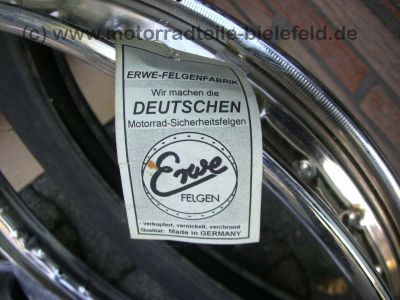 (c) www.motorradteile-bielefeld.de
ERWE-FELGENFABRIK
Wir machen die
DEUTSCHEN
Motorrad-Sicherheitsfelgen
Erwe
FELGEN
- verkupfert, vernickelt, verchromt
Qualität: Made in GERMANY